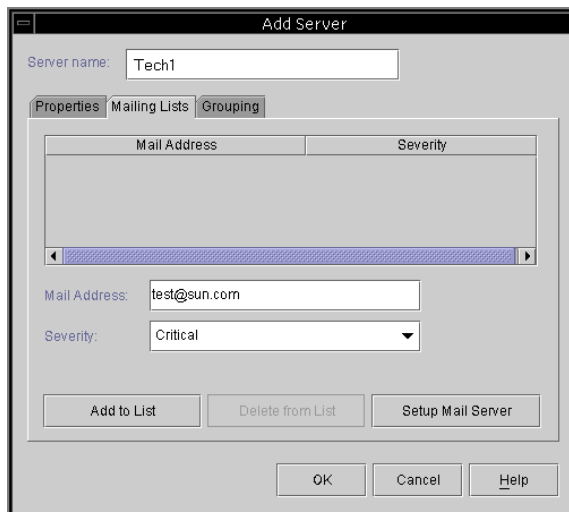 Add Server
Server name: Tech1
Properties Mailing Lists Grouping
Mail Address Severity
Mail Address: test@sun.com
Severity: Critical
Add to List Delete from List Setup Mail Server
OK Cancel Help